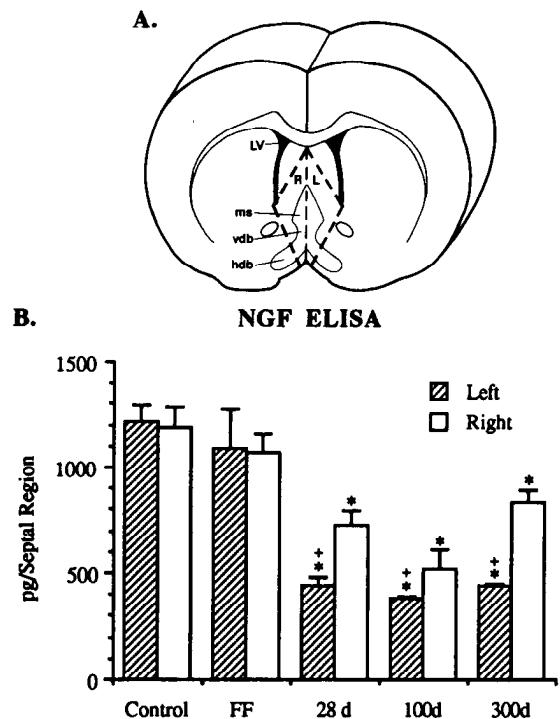 A.
LV
R L
ms
vdb
hdb
B. NGF ELISA
1500
1000
500
0
pg/Septal Region
Left
Right
+
*
*
+
*
*
+
*
*
Control FF 28 d 100d 300d